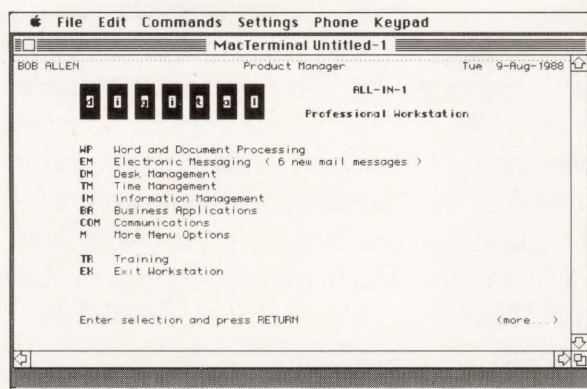 File Edit Commands Settings Phone Keypad
MacTerminal Untitled-1
BOB ALLEN Product Manager Tue 9-Aug-1988
digital ALL-IN-1
Professional Workstation
WP Word and Document Processing
EM Electronic Messaging ( 6 new mail messages )
DM Desk Management
TM Time Management
IM Information Management
BA Business Applications
COM Communications
M More Menu Options
TR Training
EX Exit Workstation
Enter selection and press RETURN (more...)